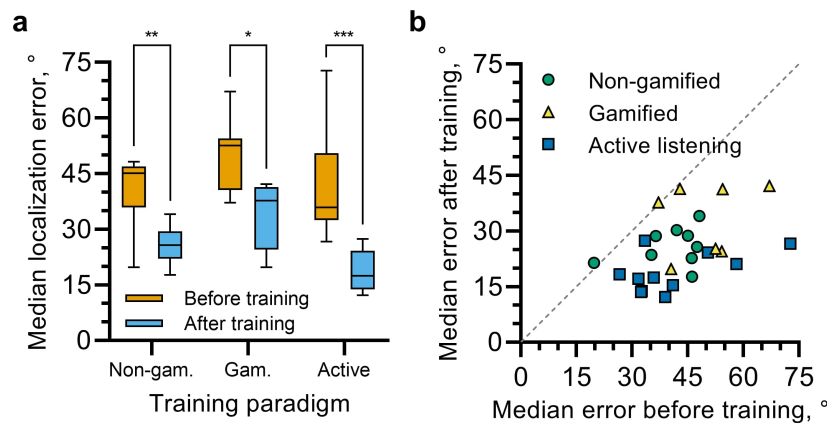 a
b
**
*
***
Median localization error, °
75
60
45
30
15
0
Before training
After training
Non-gam.
Gam.
Active
Training paradigm
Median error after training, °
75
60
45
30
15
0
Non-gamified
Gamified
Active listening
0 15 30 45 60 75
Median error before training, °